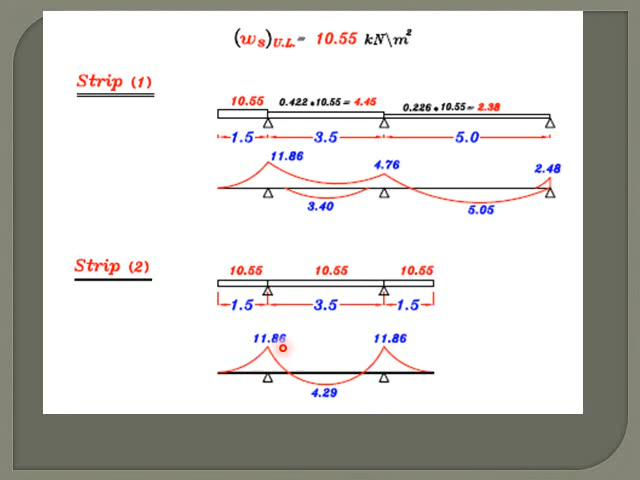 (ws)U.L. = 10.55 kN\m²
Strip (1)
10.55 0.422 * 10.55 = 4.45 0.226 * 10.55 = 2.38
1.5 3.5 5.0
11.86 4.76 2.48
3.40 5.05
Strip (2)
10.55 10.55 10.55
1.5 3.5 1.5
11.86 11.86
4.29